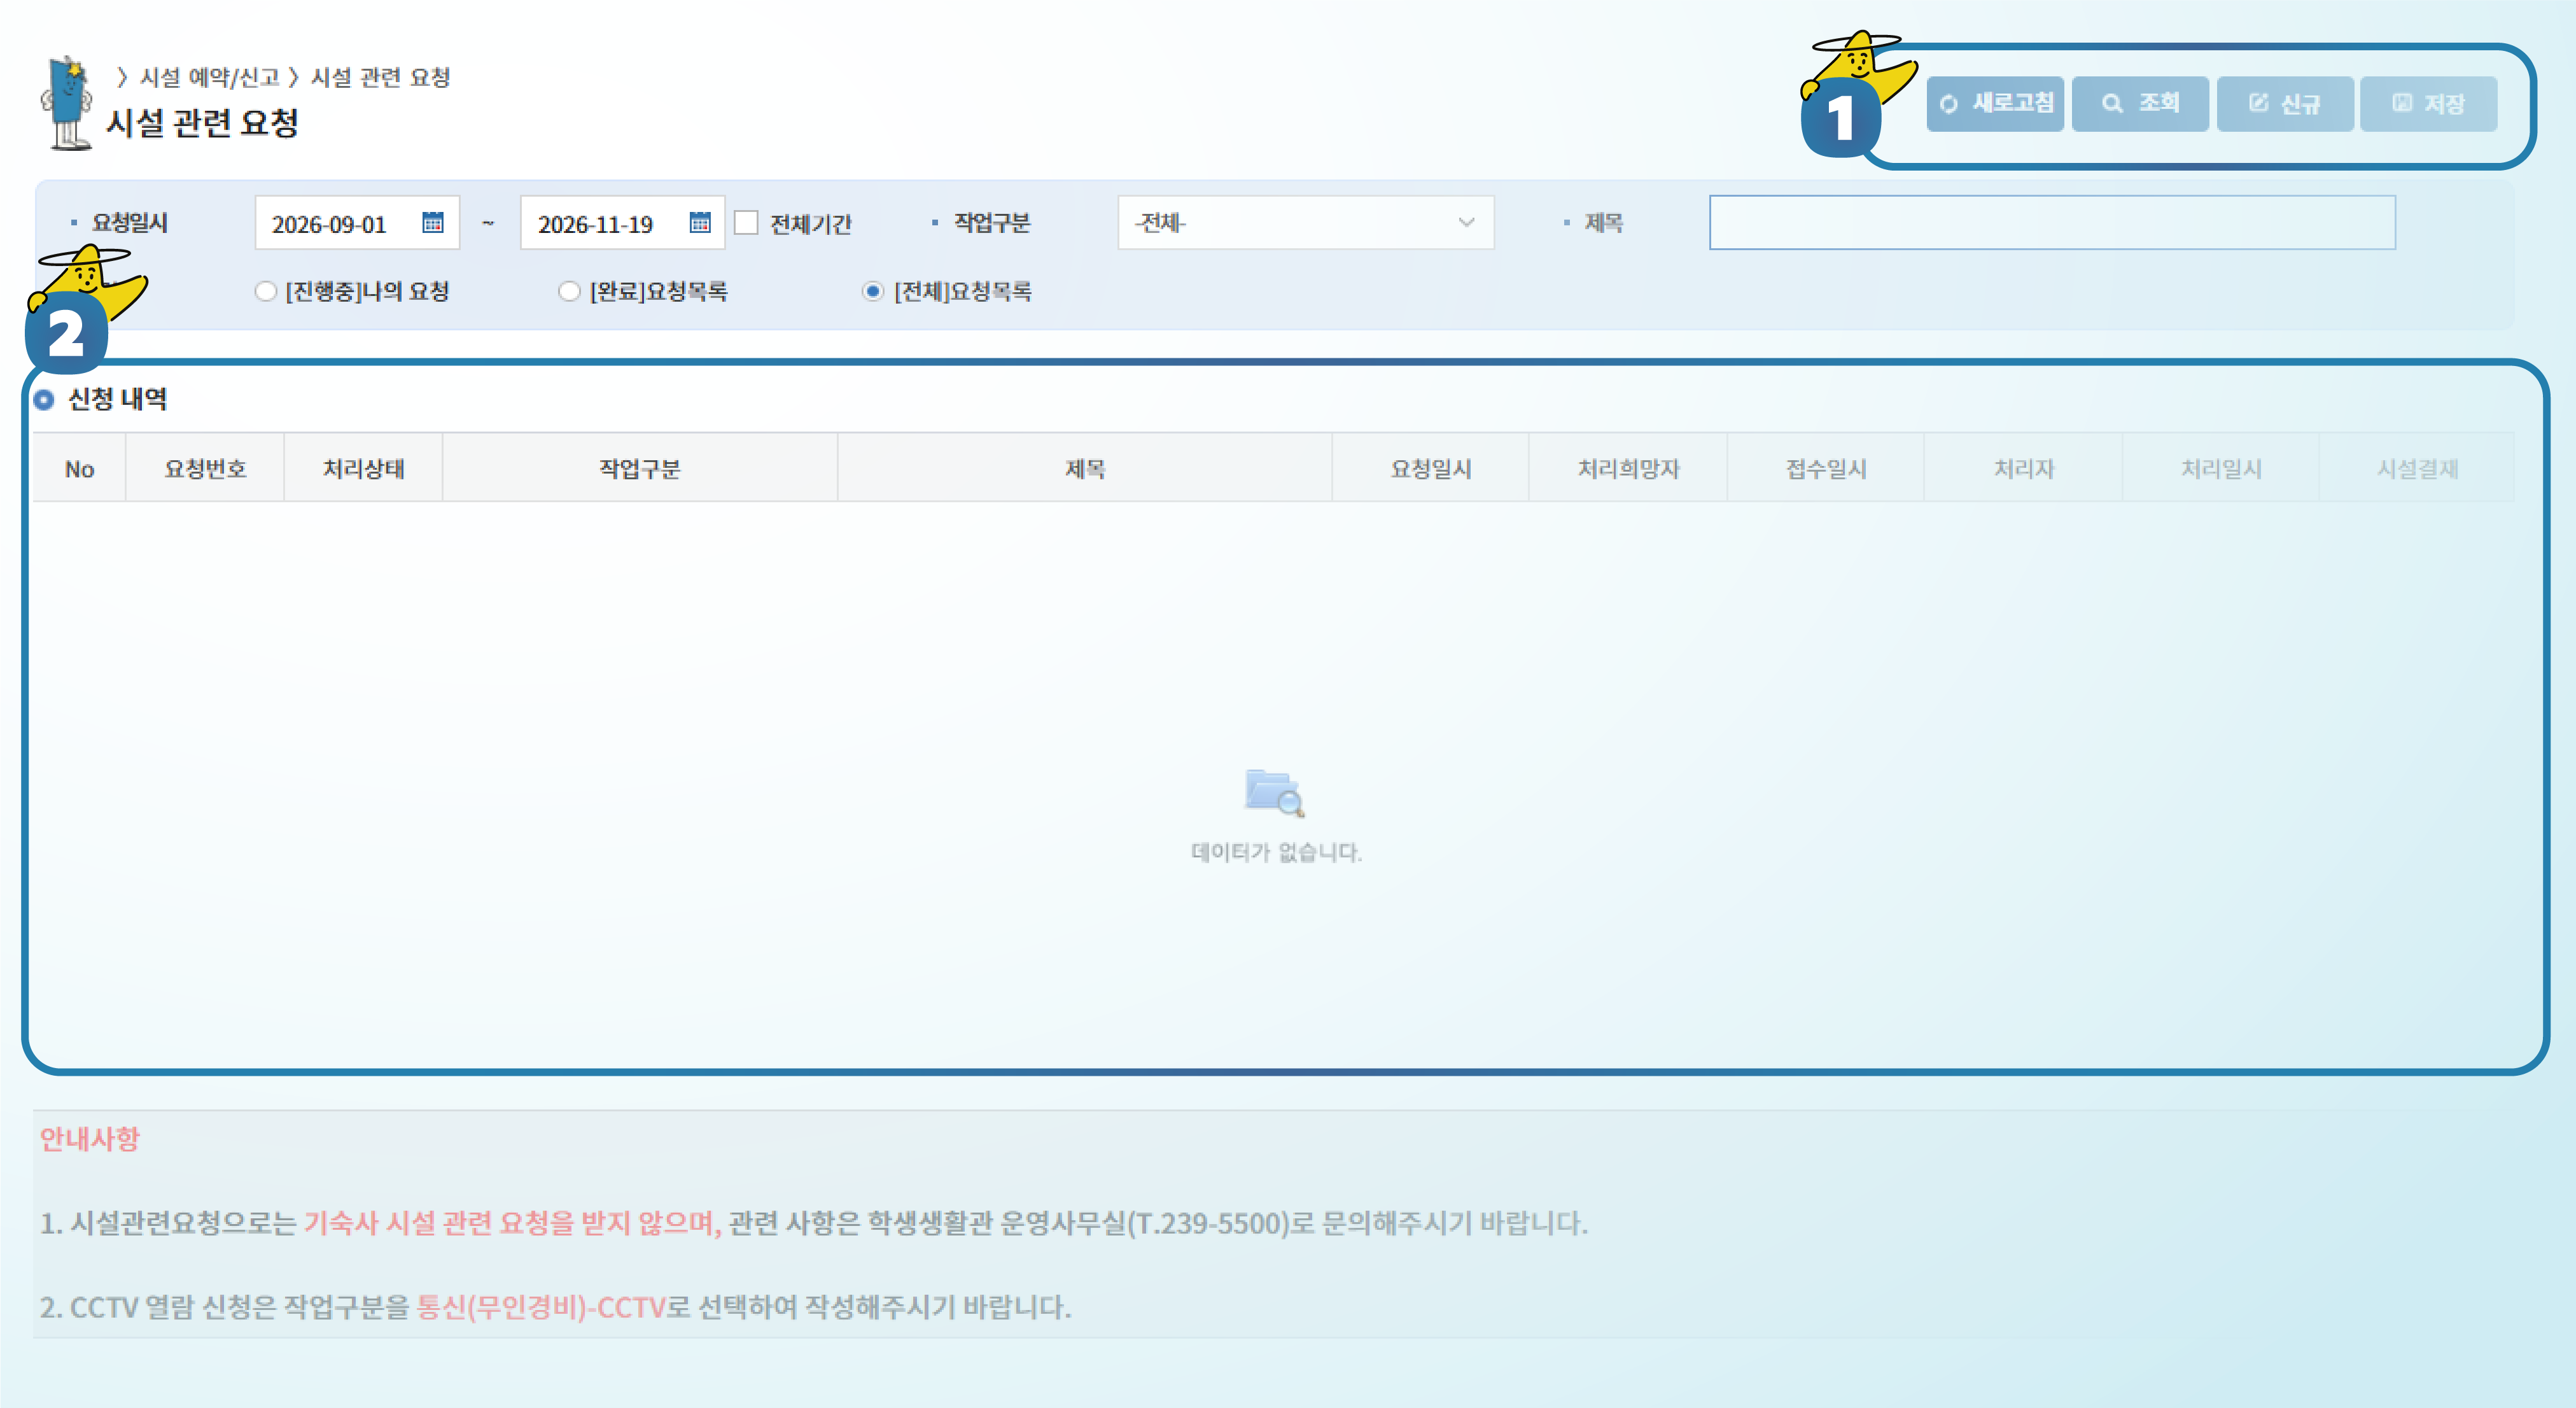 〉시설 예약/신고 〉시설 관련 요청
시설 관련 요청
1
새로고침 조회 신규 저장
요청일시 2026-09-01 ~ 2026-11-19 전체기간 작업구분 -전체- 제목
[진행중]나의 요청 [완료]요청목록 [전체]요청목록
2
신청 내역
No 요청번호 처리상태 작업구분 제목 요청일시 처리희망자 접수일시 처리자 처리일시 시설결재
데이터가 없습니다.
안내사항
1. 시설관련요청으로는 기숙사 시설 관련 요청을 받지 않으며, 관련 사항은 학생생활관 운영사무실(T.239-5500)로 문의해주시기 바랍니다.
2. CCTV 열람 신청은 작업구분을 통신(무인경비)-CCTV로 선택하여 작성해주시기 바랍니다.